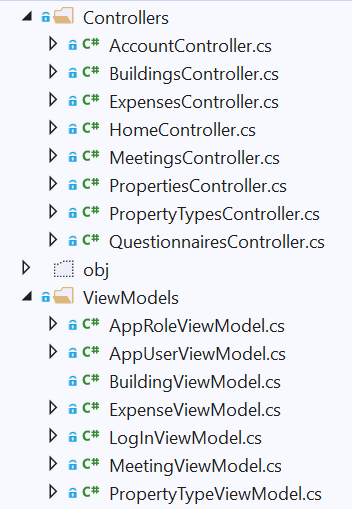 Controllers
C# AccountController.cs
C# BuildingsController.cs
C# ExpensesController.cs
C# HomeController.cs
C# MeetingsController.cs
C# PropertiesController.cs
C# PropertyTypesController.cs
C# QuestionnairesController.cs
obj
ViewModels
C# AppRoleViewModel.cs
C# AppUserViewModel.cs
C# BuildingViewModel.cs
C# ExpenseViewModel.cs
C# LogInViewModel.cs
C# MeetingViewModel.cs
C# PropertyTypeViewModel.cs